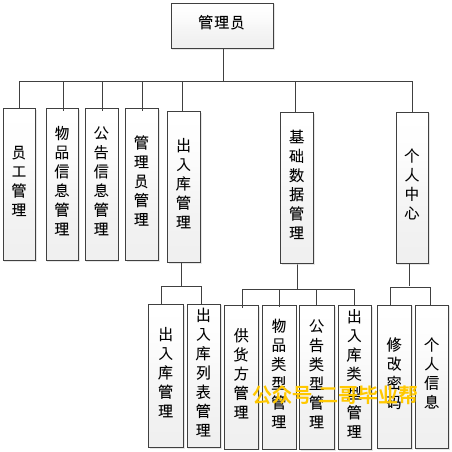 管理员
员工管理
物品信息管理
公告信息管理
管理员管理
出入库管理
基础数据管理
个人中心
出入库管理
出入库列表管理
供货方管理
物品类型管理
公告类型管理
出入库类型管理
修改密码
个人信息
公众号 二哥毕业帮